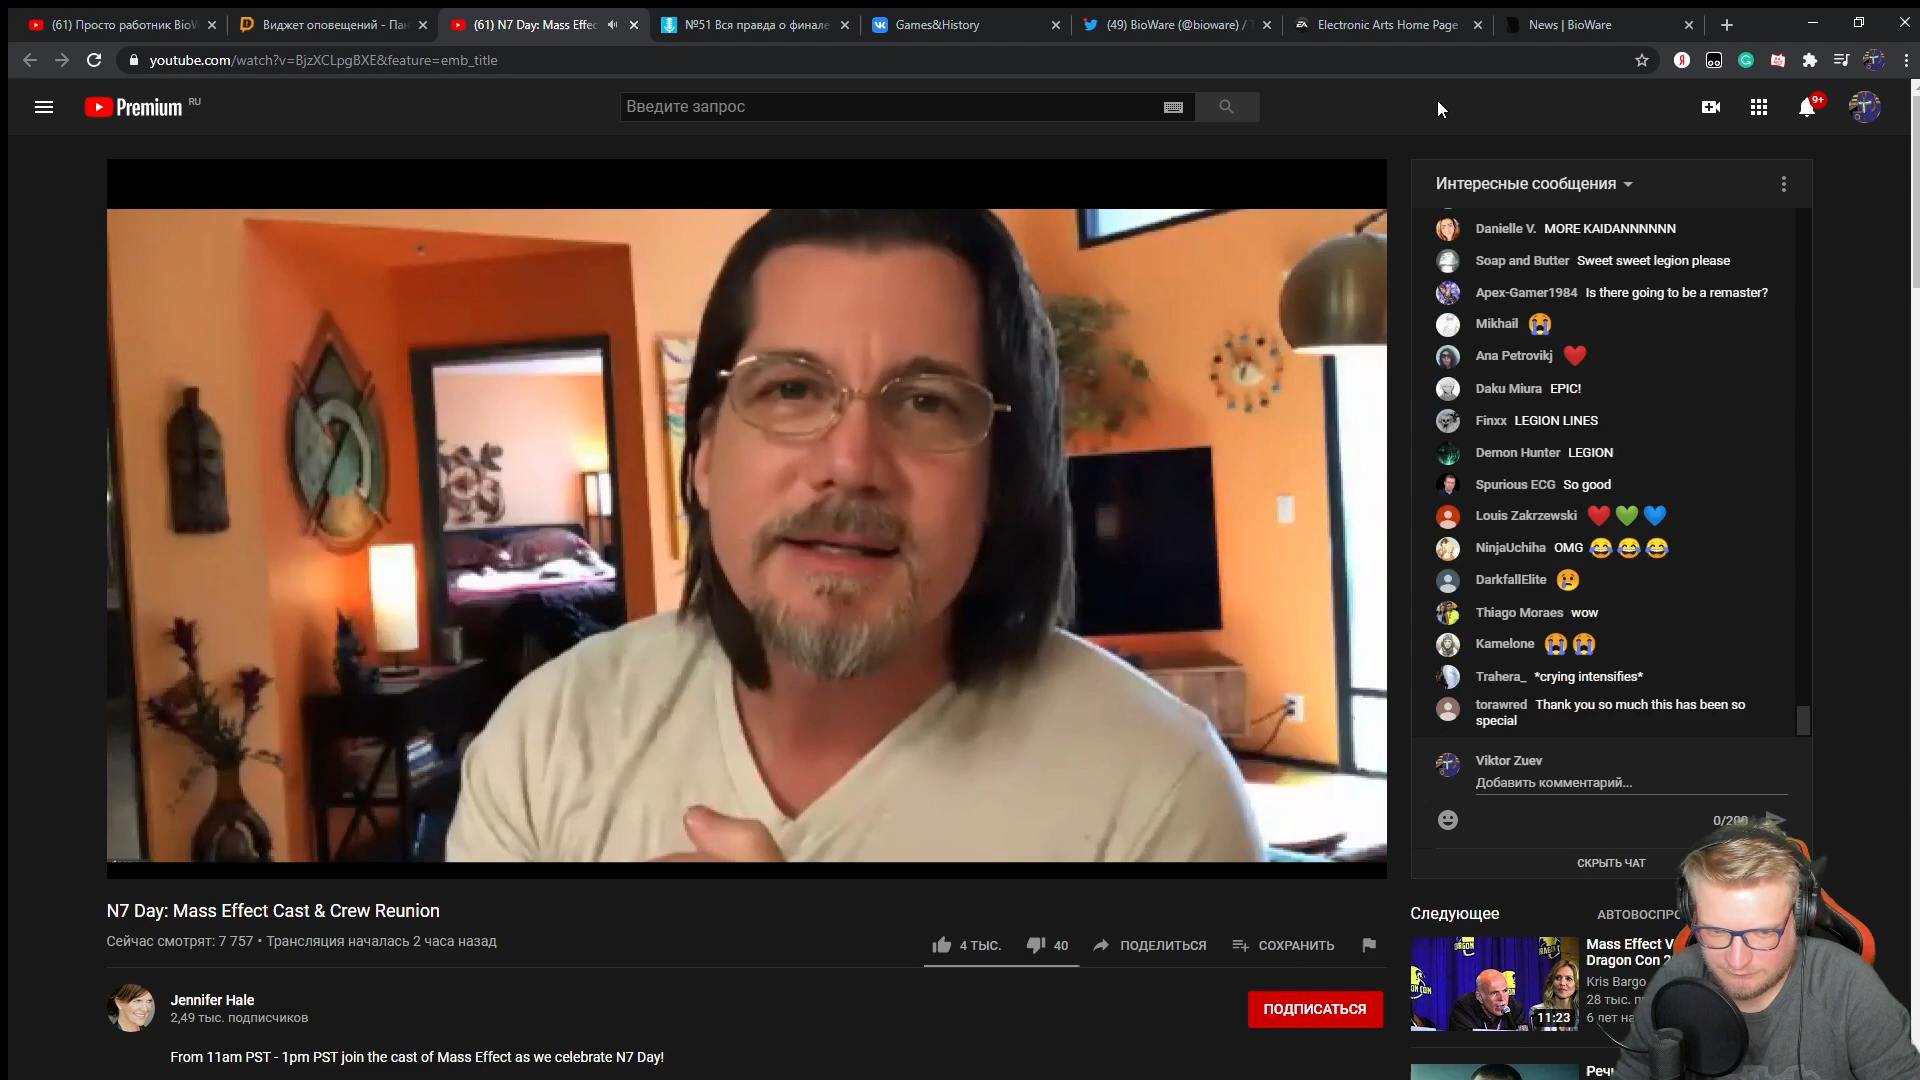 (61) Просто работник BioW
Виджет оповещений - Пан
(61) N7 Day: Mass Effec
№51 Вся правда о финале
Games&History
(49) BioWare (@bioware) / T
Electronic Arts Home Page
News | BioWare
youtube.com/watch?v=BjzXCLpgBXE&feature=emb_title
Premium RU
Введите запрос
9+
Интересные сообщения
Danielle V. MORE KAIDANNNNNN
Soap and Butter Sweet sweet legion please
Apex-Gamer1984 Is there going to be a remaster?
Mikhail 😭
Ana Petrovikj ❤️
Daku Miura EPIC!
Finxx LEGION LINES
Demon Hunter LEGION
Spurious ECG So good
Louis Zakrzewski ❤️💚💙
NinjaUchiha OMG 😂😂😂
DarkfallElite 😢
Thiago Moraes wow
Kamelone 😭😭
Trahera_ *crying intensifies*
torawred Thank you so much this has been so
special
Viktor Zuev
Добавить комментарий...
0/200
СКРЫТЬ ЧАТ
N7 Day: Mass Effect Cast & Crew Reunion
Сейчас смотрят: 7 757 • Трансляция началась 2 часа назад
4 ТЫС. 40 ПОДЕЛИТЬСЯ СОХРАНИТЬ
Jennifer Hale
2,49 тыс. подписчиков
ПОДПИСАТЬСЯ
From 11am PST - 1pm PST join the cast of Mass Effect as we celebrate N7 Day!
Следующее
АВТОВОСПРО
Mass Effect V
Dragon Con 2
Kris Bargo
28 тыс. п
6 лет на
11:23
Реч